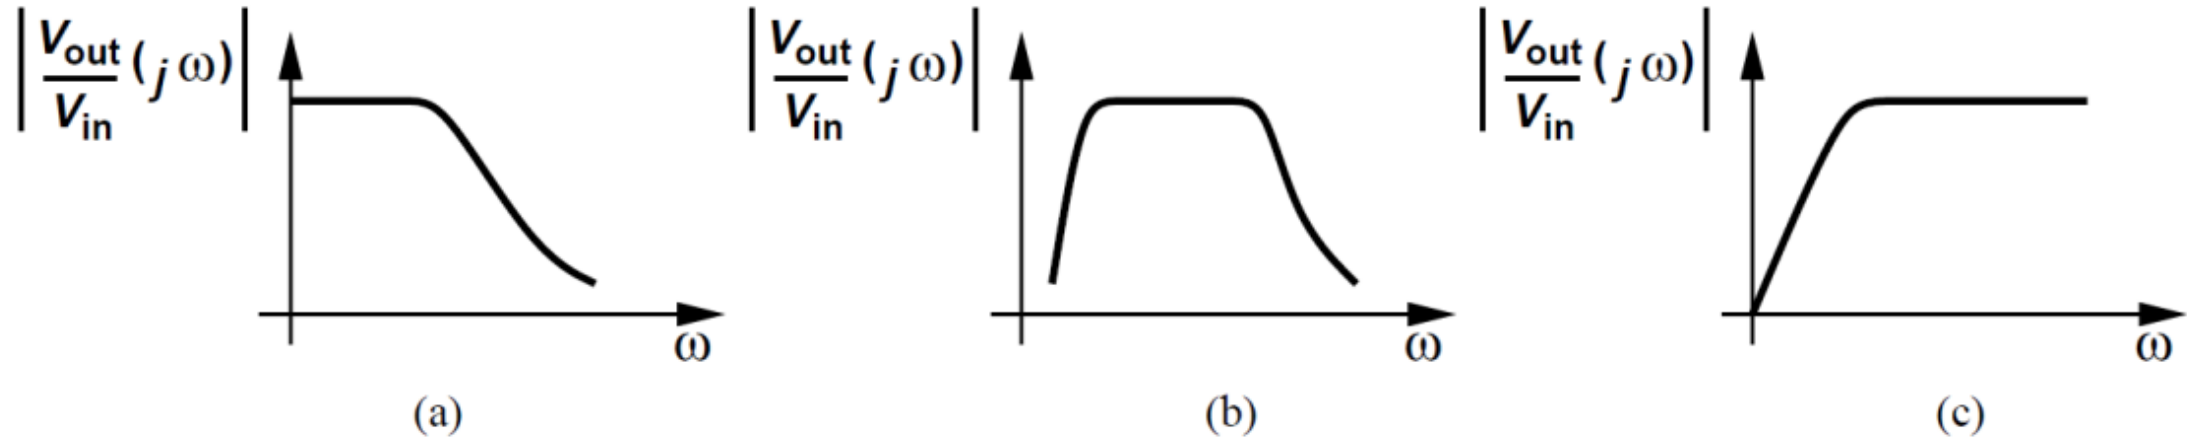 |Vout/Vin (jω)| |Vout/Vin (jω)| |Vout/Vin (jω)|
ω ω ω
(a) (b) (c)